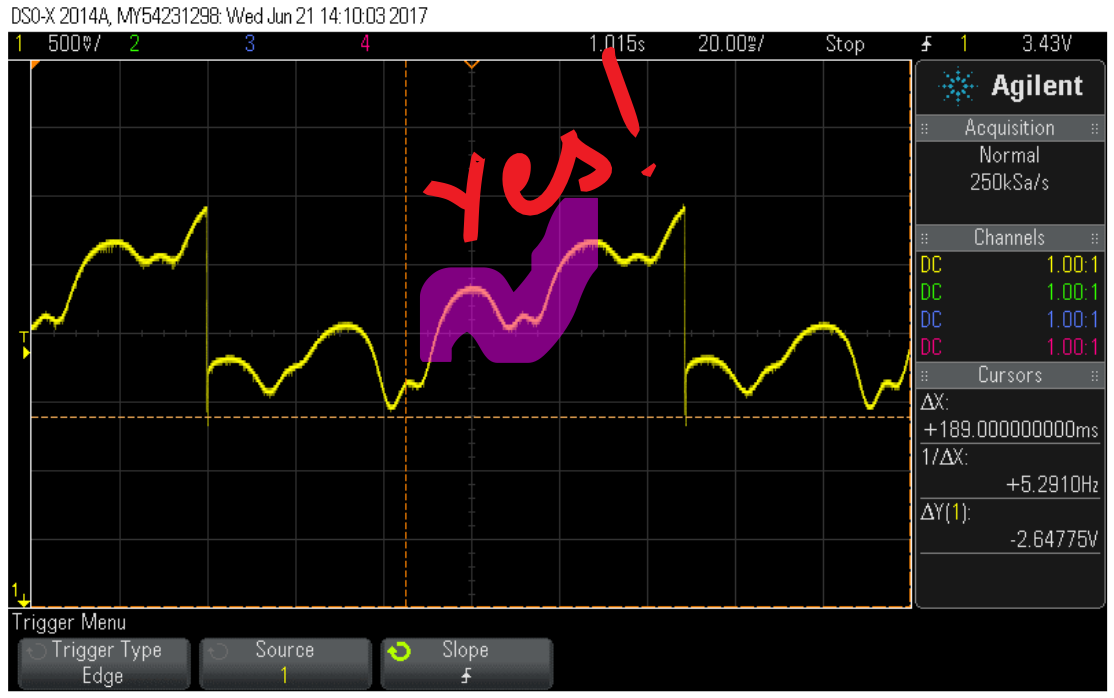 DSO-X 2014A, MY54231298: Wed Jun 21 14:10:03 2017
1 500mV/ 2 3 4 1.015s 20.00ms/ Stop 1 3.43V
yes!
Agilent
Acquisition
Normal
250kSa/s
Channels
DC 1.00:1
DC 1.00:1
DC 1.00:1
DC 1.00:1
Cursors
ΔX:
+189.000000000ms
1/ΔX:
+5.2910Hz
ΔY(1):
-2.64775V
T
1
Trigger Menu
Trigger Type
Edge
Source
1
Slope